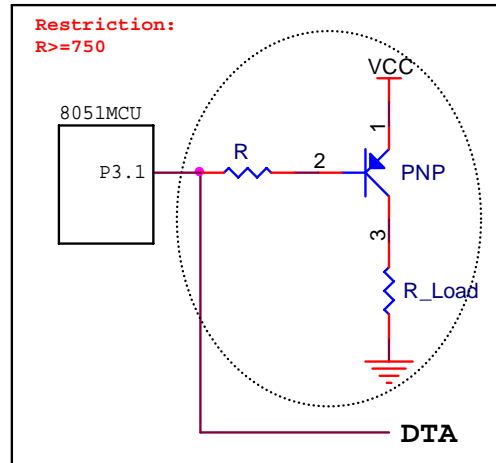 Restriction:
R>=750
VCC
8051MCU
1
R
2
P3.1
PNP
3
R_Load
DTA